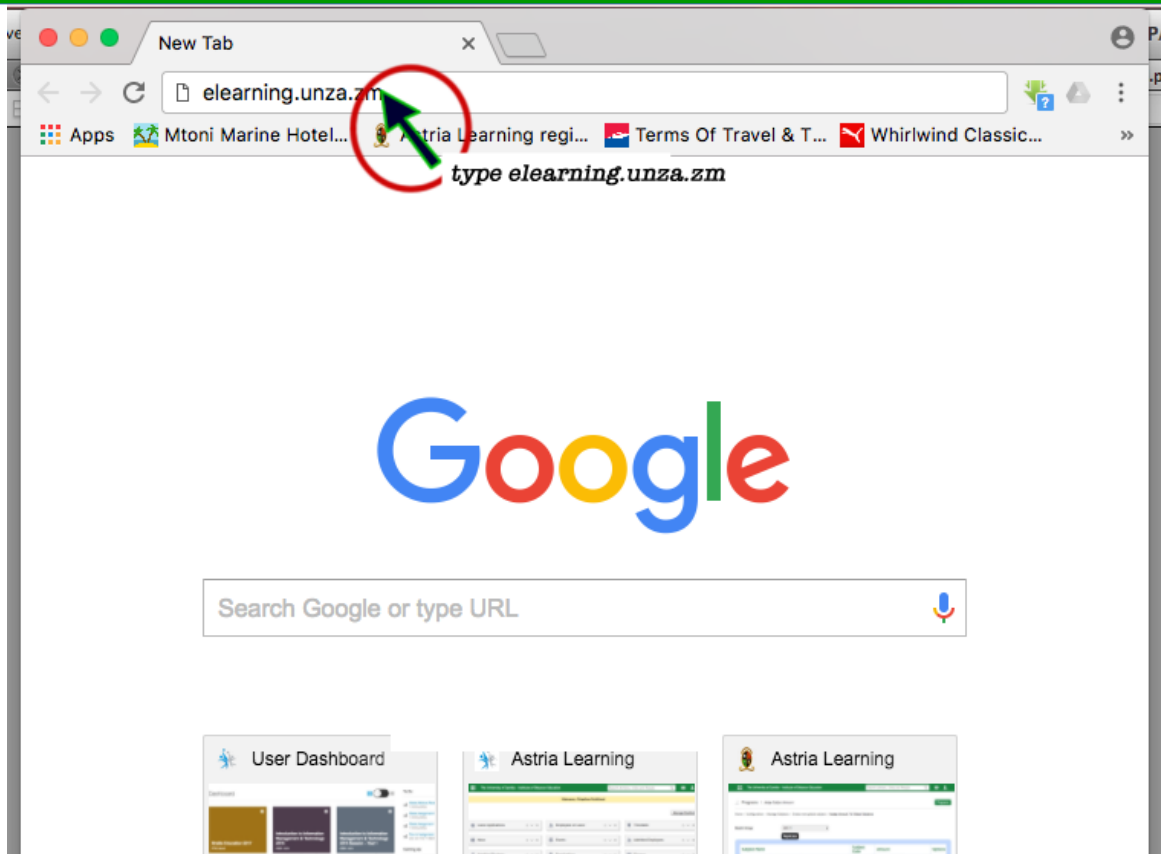 New Tab
elearning.unza.zm
Apps Mtoni Marine Hotel... Astria Learning regi... Terms Of Travel & T... Whirlwind Classic... »
type elearning.unza.zm
Google
Search Google or type URL
User Dashboard Astria Learning Astria Learning
Dashboard